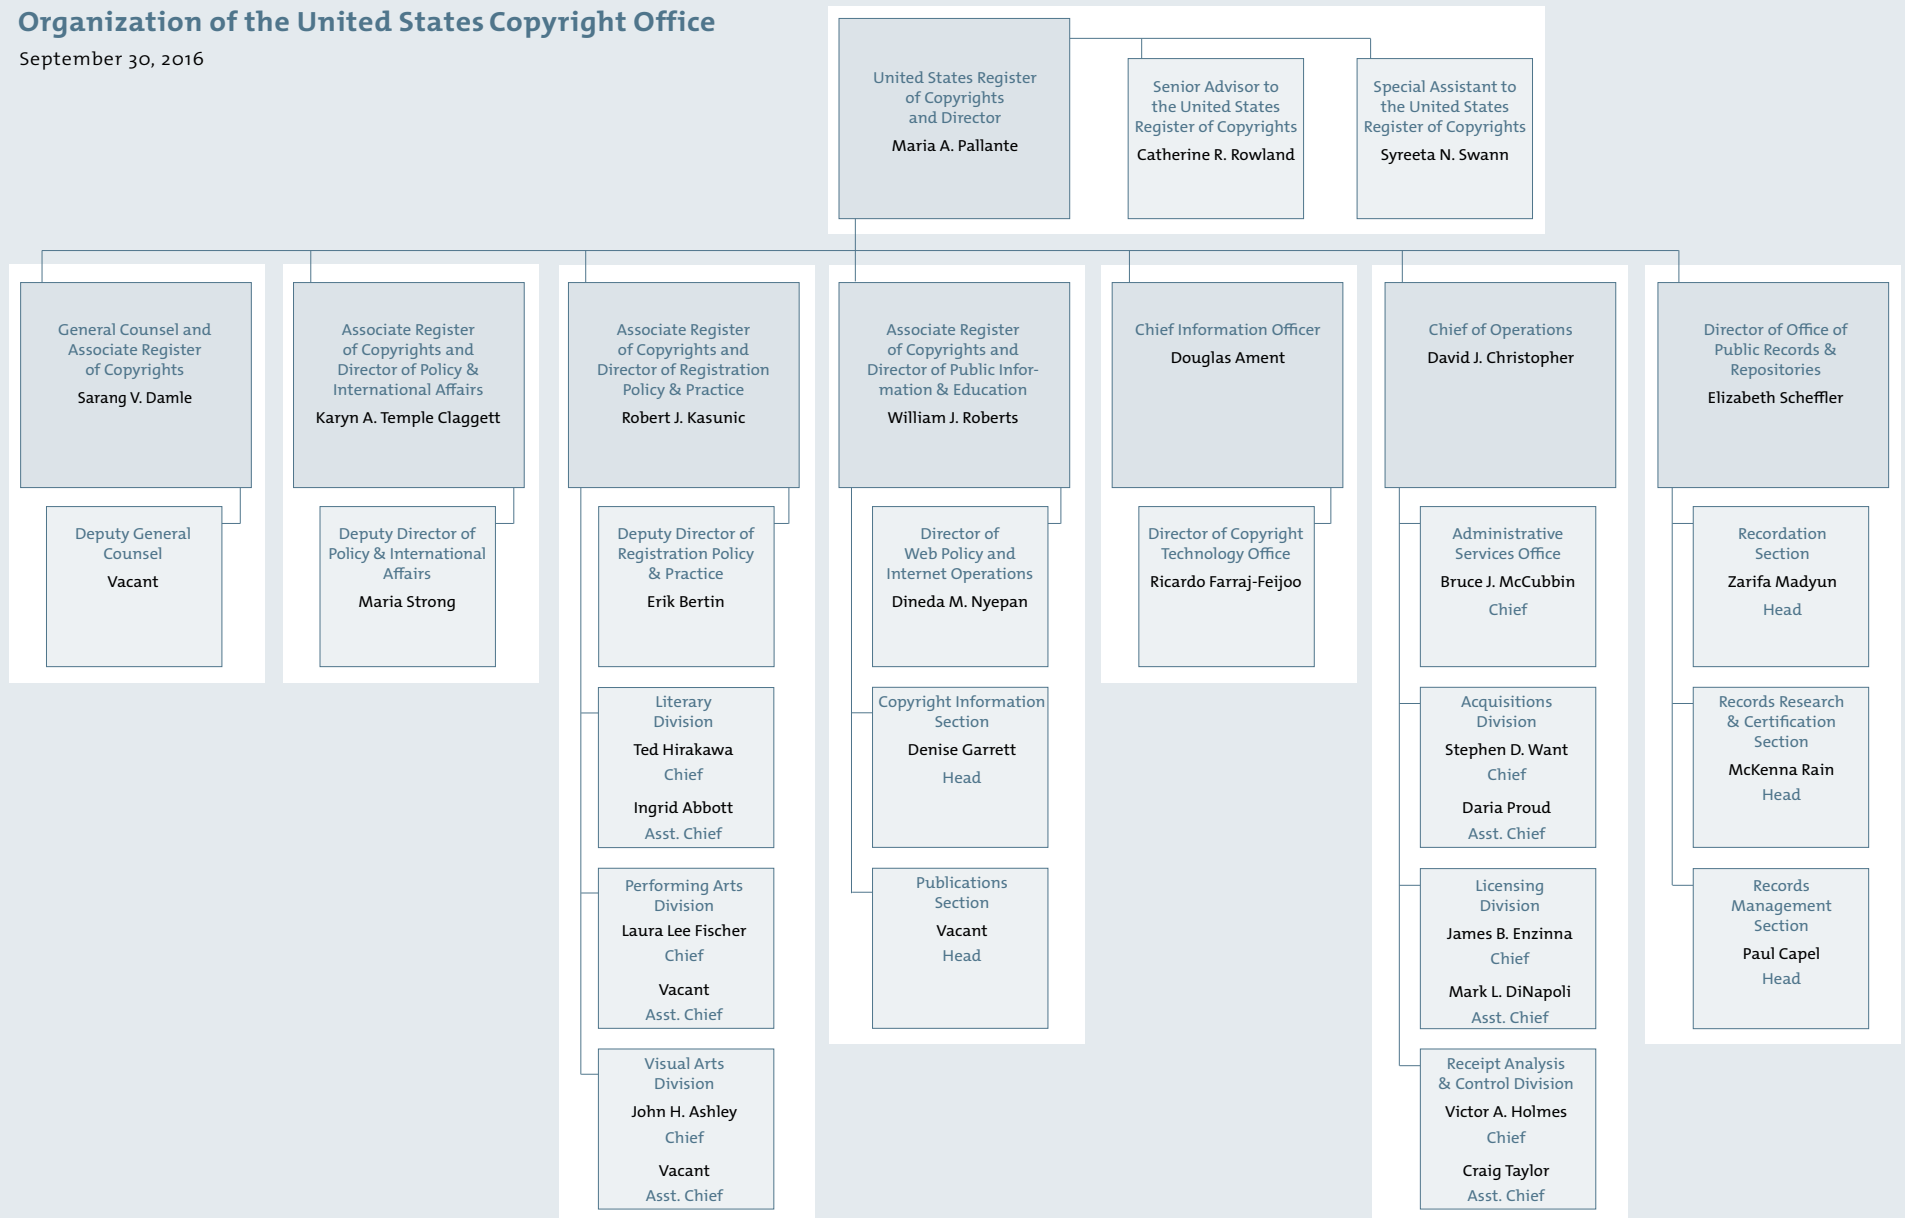 Organization of the United States Copyright Office
September 30, 2016
United States Register
of Copyrights
and Director
Maria A. Pallante
Senior Advisor to
the United States
Register of Copyrights
Catherine R. Rowland
Special Assistant to
the United States
Register of Copyrights
Syreeta N. Swann
General Counsel and
Associate Register
of Copyrights
Sarang V. Damle
Deputy General
Counsel
Vacant
Associate Register
of Copyrights and
Director of Policy &
International Affairs
Karyn A. Temple Claggett
Deputy Director of
Policy & International
Affairs
Maria Strong
Associate Register
of Copyrights and
Director of Registration
Policy & Practice
Robert J. Kasunic
Deputy Director of
Registration Policy
& Practice
Erik Bertin
Literary
Division
Ted Hirakawa
Chief
Ingrid Abbott
Asst. Chief
Performing Arts
Division
Laura Lee Fischer
Chief
Vacant
Asst. Chief
Visual Arts
Division
John H. Ashley
Chief
Vacant
Asst. Chief
Associate Register
of Copyrights and
Director of Public Infor-
mation & Education
William J. Roberts
Director of
Web Policy and
Internet Operations
Dineda M. Nyepan
Copyright Information
Section
Denise Garrett
Head
Publications
Section
Vacant
Head
Chief Information Officer
Douglas Ament
Director of Copyright
Technology Office
Ricardo Farraj-Feijoo
Chief of Operations
David J. Christopher
Administrative
Services Office
Bruce J. McCubbin
Chief
Acquisitions
Division
Stephen D. Want
Chief
Daria Proud
Asst. Chief
Licensing
Division
James B. Enzinna
Chief
Mark L. DiNapoli
Asst. Chief
Receipt Analysis
& Control Division
Victor A. Holmes
Chief
Craig Taylor
Asst. Chief
Director of Office of
Public Records &
Repositories
Elizabeth Scheffler
Recordation
Section
Zarifa Madyun
Head
Records Research
& Certification
Section
McKenna Rain
Head
Records
Management
Section
Paul Capel
Head